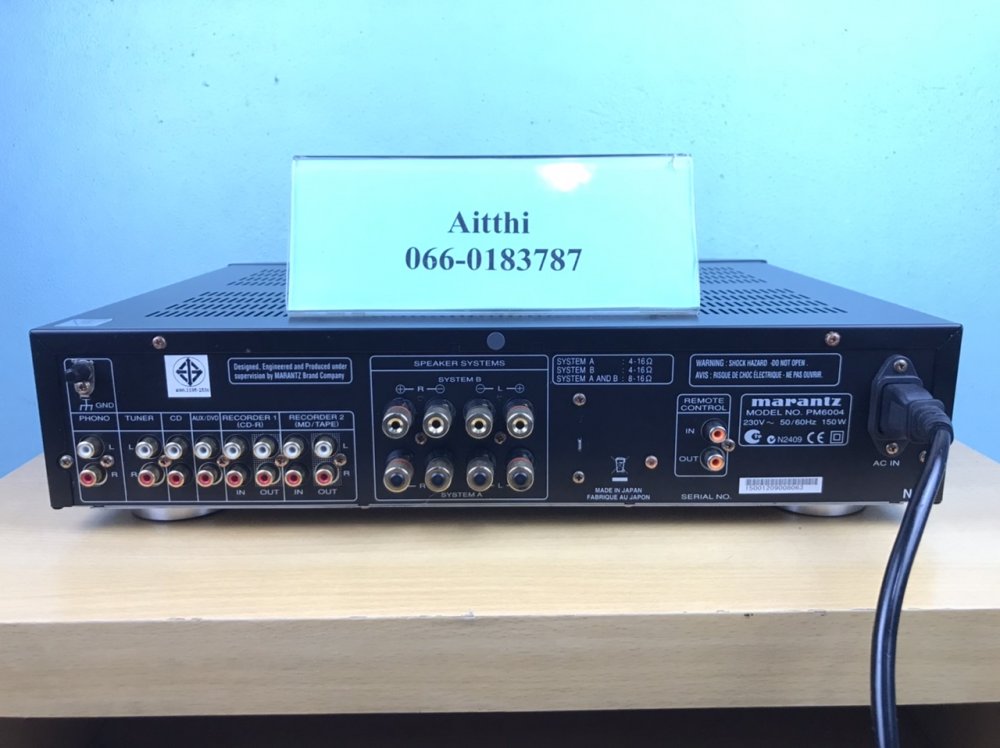 Aitthi
066-0183787
GND
PHONO
TUNER
CD
AUX/DVD
RECORDER 1
(CD-R)
RECORDER 2
(MD/TAPE)
L
R
L
R
L
R
IN
OUT
IN
OUT
Designed, Engineered and Produced under
supervision by MARANTZ Brand Company
SPEAKER SYSTEMS
SYSTEM B
R
L
R
L
SYSTEM A
SYSTEM A : 4-16Ω
SYSTEM B : 4-16Ω
SYSTEM A AND B : 8-16Ω
MADE IN JAPAN
FABRIQUE AU JAPON
WARNING : SHOCK HAZARD -DO NOT OPEN .
AVIS : RISQUE DE CHOC ÉLECTRIQUE - NE PAS OUVRIR.
REMOTE
CONTROL
IN
OUT
marantz
MODEL NO. PM6004
230V ~ 50/60Hz 150W
N2409 CE
SERIAL NO.
15001209008063
AC IN
N